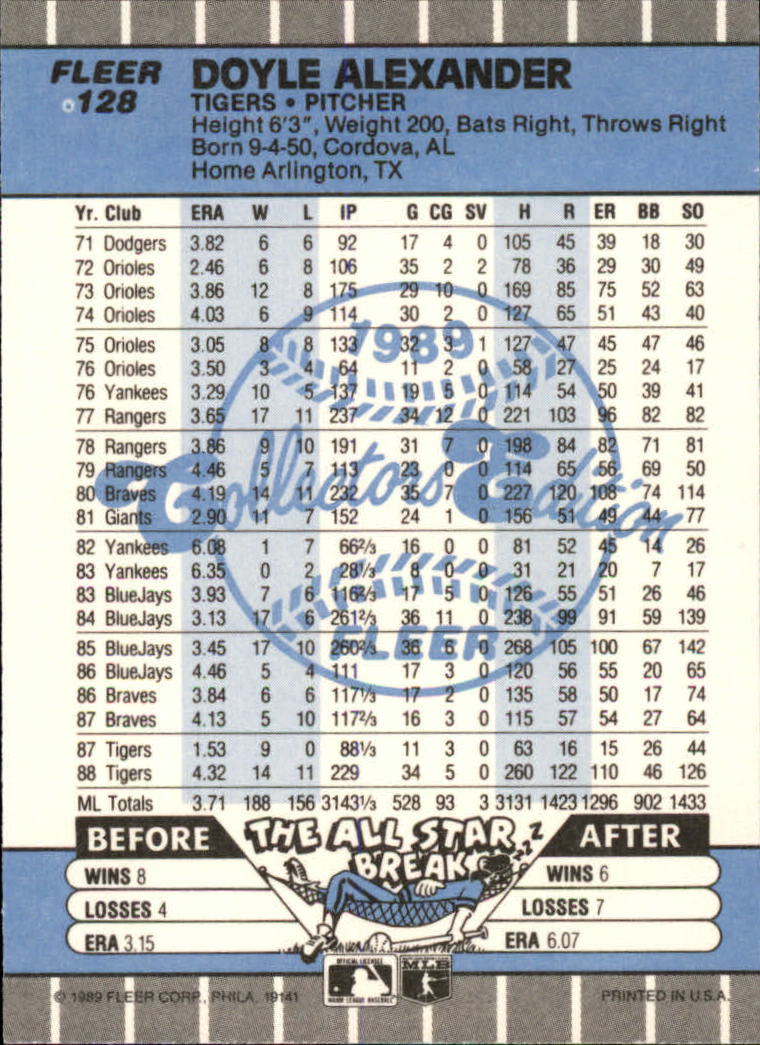 FLEER DOYLE ALEXANDER
128 TIGERS • PITCHER
Height 6'3", Weight 200, Bats Right, Throws Right
Born 9-4-50, Cordova, AL
Home Arlington, TX
Yr. Club ERA W L IP G CG SV H R ER BB SO
71 Dodgers 3.82 6 6 92 17 4 0 105 45 39 18 30
72 Orioles 2.46 6 8 106 35 2 2 78 36 29 30 49
73 Orioles 3.86 12 8 175 29 10 0 169 85 75 52 63
74 Orioles 4.03 6 9 114 30 2 0 127 65 51 43 40
75 Orioles 3.05 8 8 133 32 3 1 127 47 45 47 46
76 Orioles 3.50 3 4 64 11 2 0 58 27 25 24 17
76 Yankees 3.29 10 5 137 19 5 0 114 54 50 39 41
77 Rangers 3.65 17 11 237 34 12 0 221 103 96 82 82
78 Rangers 3.86 9 10 191 31 7 0 198 84 82 71 81
79 Rangers 4.46 5 7 113 23 0 0 114 65 56 69 50
80 Braves 4.19 14 11 232 35 7 0 227 120 108 74 114
81 Giants 2.90 11 7 152 24 1 0 156 51 49 44 77
82 Yankees 6.08 1 7 66⅔ 16 0 0 81 52 45 14 26
83 Yankees 6.35 0 2 28⅓ 8 0 0 31 21 20 7 17
83 BlueJays 3.93 7 6 116⅔ 17 5 0 126 55 51 26 46
84 BlueJays 3.13 17 6 261⅔ 36 11 0 238 99 91 59 139
85 BlueJays 3.45 17 10 260⅔ 36 6 0 268 105 100 67 142
86 BlueJays 4.46 5 4 111 17 3 0 120 56 55 20 65
86 Braves 3.84 6 6 117⅓ 17 2 0 135 58 50 17 74
87 Braves 4.13 5 10 117⅔ 16 3 0 115 57 54 27 64
87 Tigers 1.53 9 0 88⅓ 11 3 0 63 16 15 26 44
88 Tigers 4.32 14 11 229 34 5 0 260 122 110 46 126
ML Totals 3.71 188 156 3143⅓ 528 93 3 3131 1423 1296 902 1433
1989
Collectors Edition
FLEER
BEFORE THE ALL STAR BREAK ZZZ AFTER
WINS 8 WINS 6
LOSSES 4 LOSSES 7
ERA 3.15 ERA 6.07
OFFICIAL LICENSEE
MAJOR LEAGUE BASEBALL
MLB
© 1989 FLEER CORP., PHILA. 19141 PRINTED IN U.S.A.